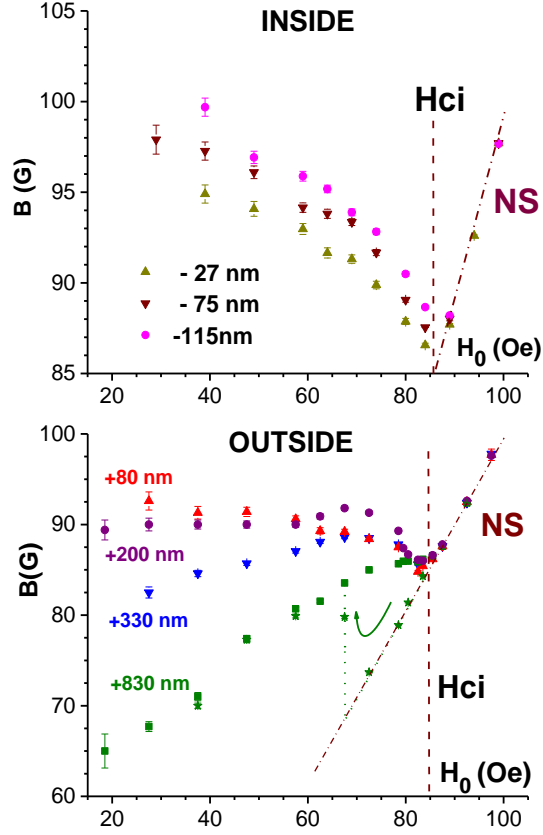 INSIDE
105
100
95
90
85
B (G)
Hci
NS
- 27 nm
- 75 nm
-115nm
H0 (Oe)
20 40 60 80 100
OUTSIDE
100
90
80
70
60
B(G)
+80 nm
+200 nm
+330 nm
+830 nm
NS
Hci
H0 (Oe)
20 40 60 80 100